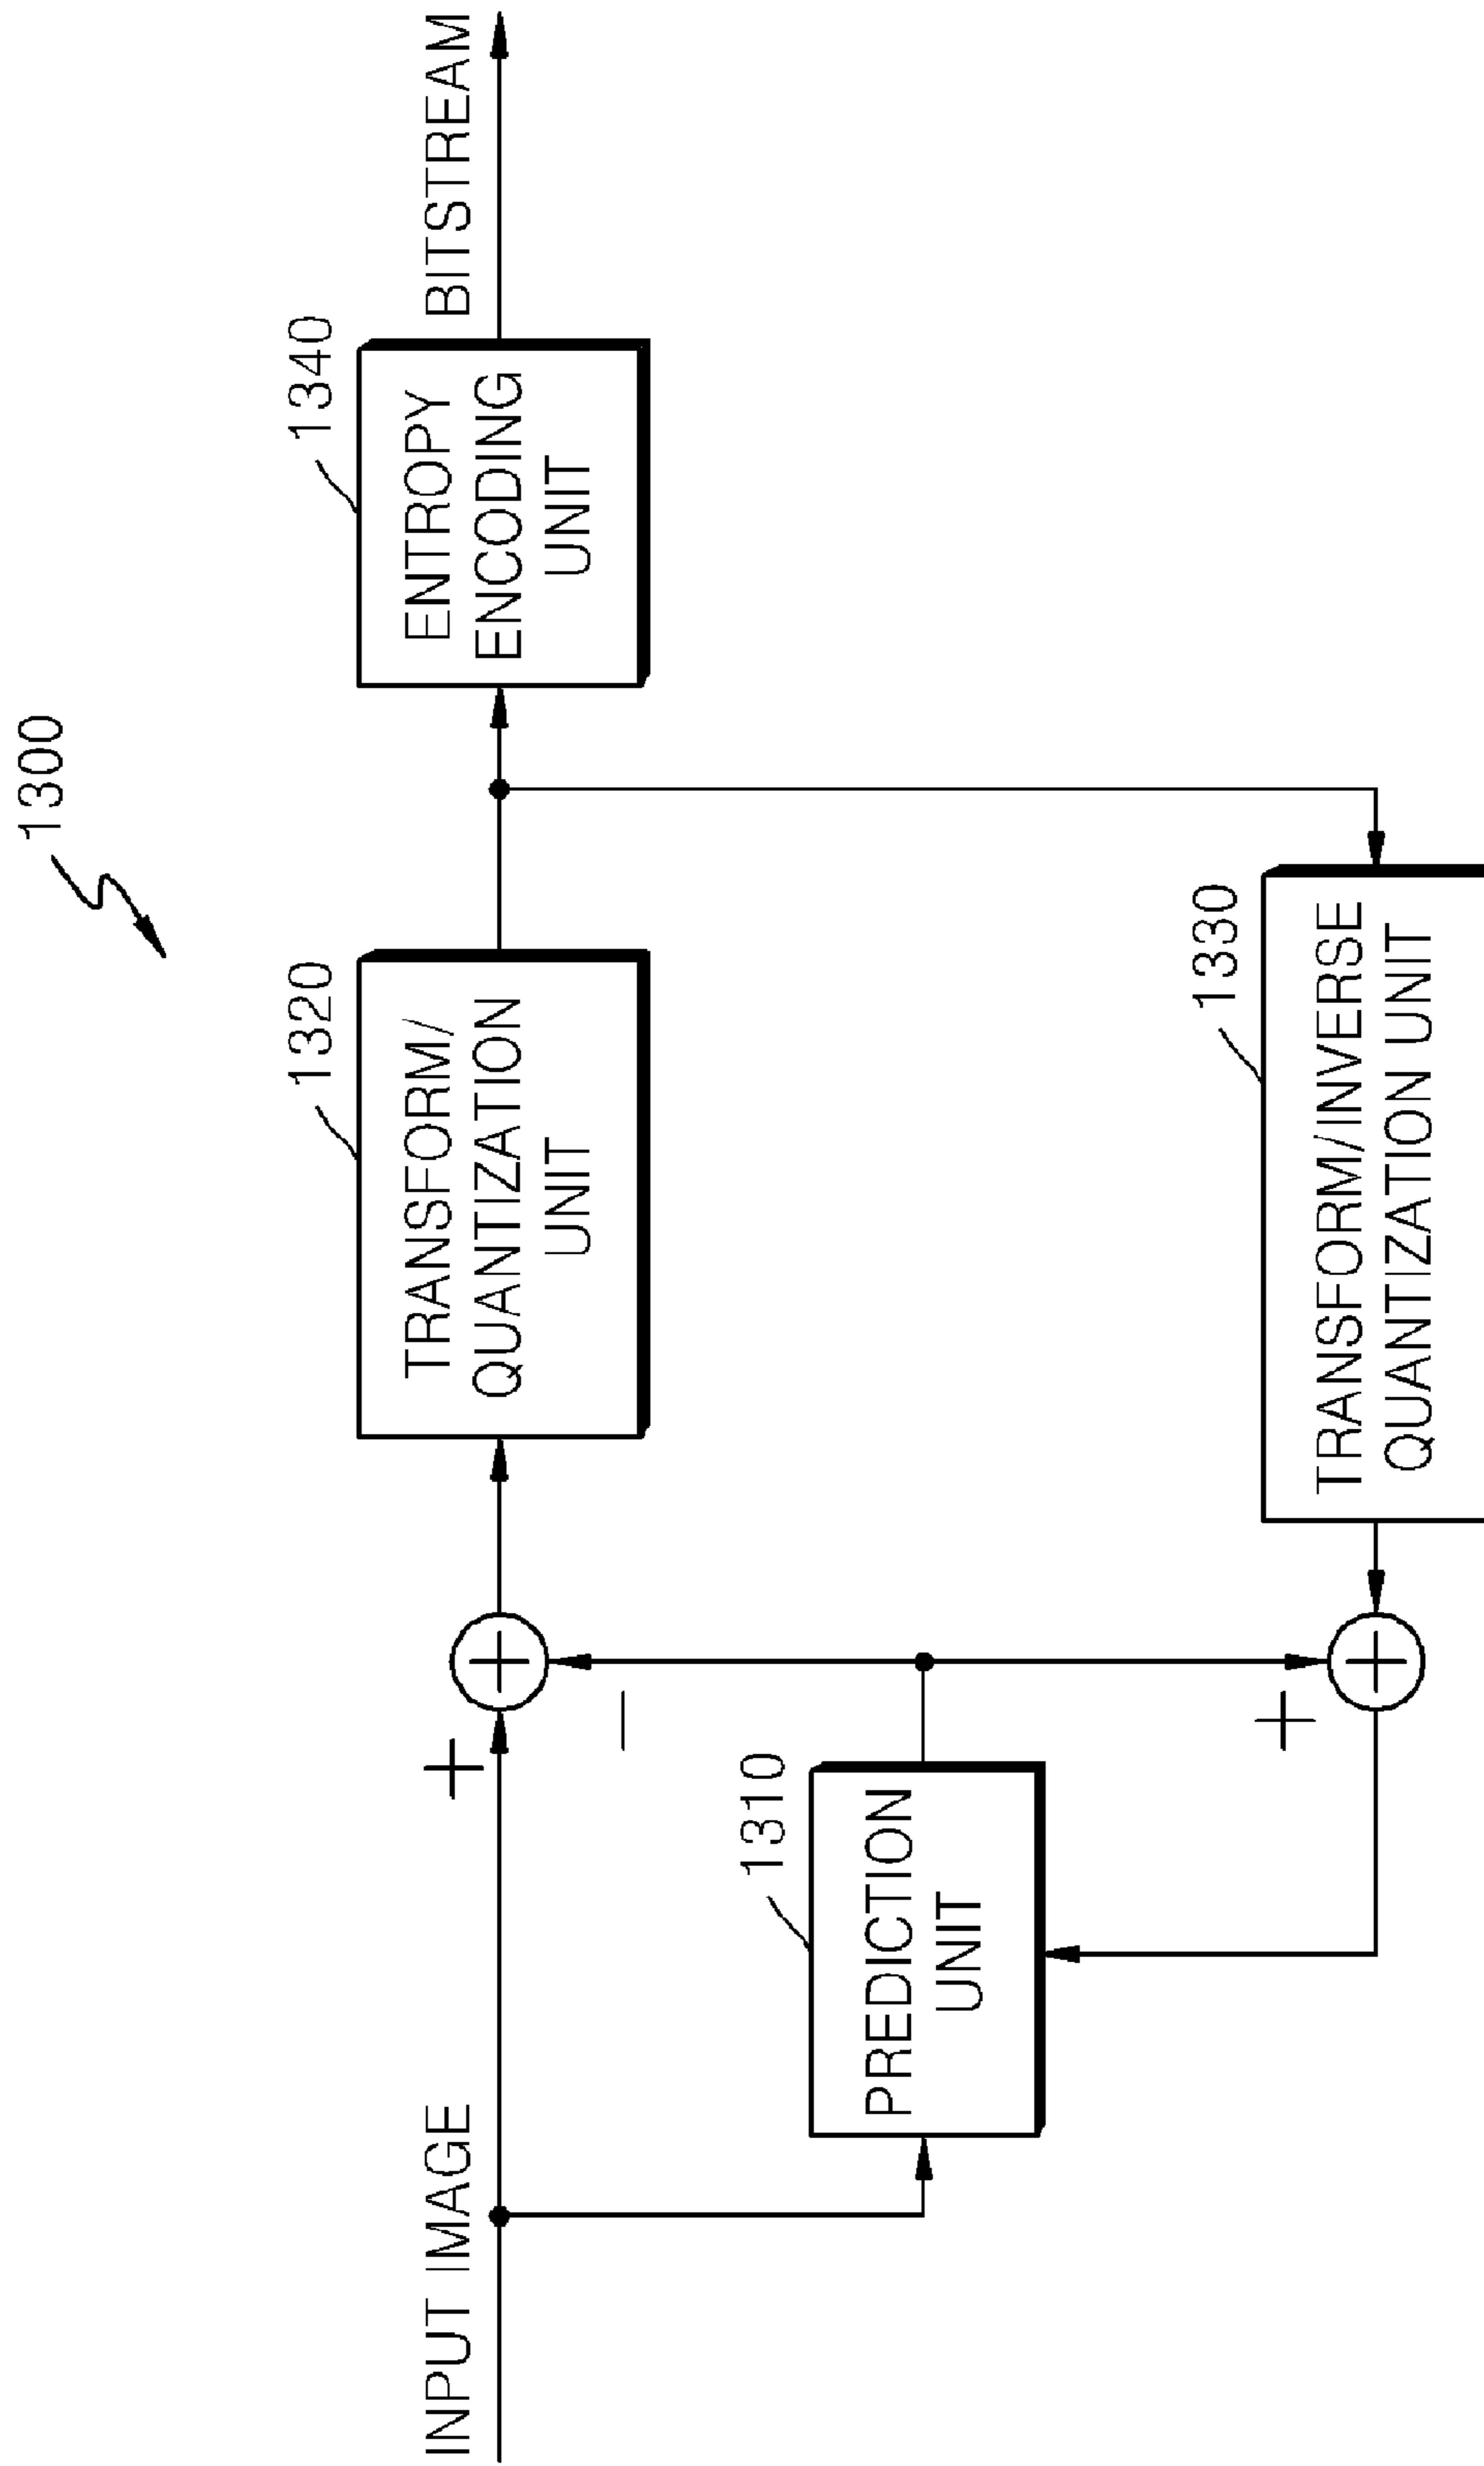 1300
INPUT IMAGE
+
−
1320
TRANSFORM/
QUANTIZATION
UNIT
1340
ENTROPY
ENCODING
UNIT
BITSTREAM
1310
PREDICTION
UNIT
+
1330
TRANSFORM/INVERSE
QUANTIZATION UNIT